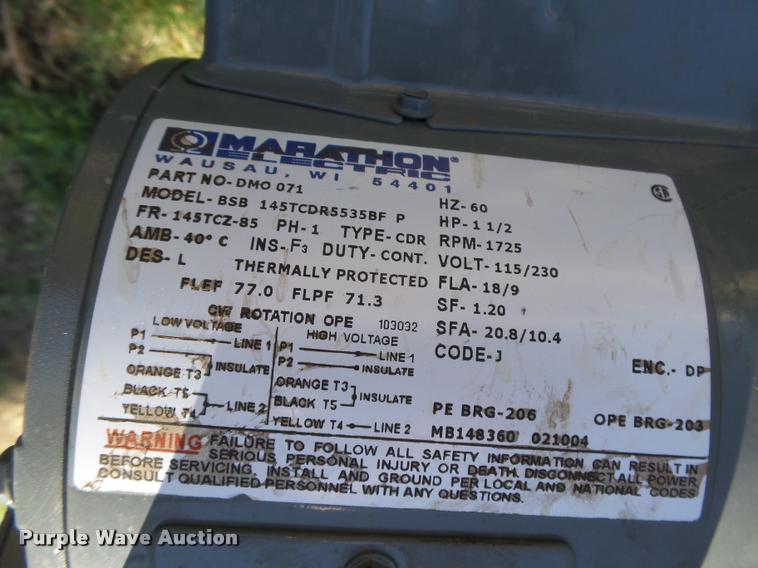 MARATHON
ELECTRIC
WAUSAU, WI 54401
PART NO-DMO 071
MODEL-BSB 145TCDR5535BF P
FR-145TCZ-85 PH-1 TYPE-CDR
AMB-40° C INS-F3 DUTY-CONT.
DES-L THERMALLY PROTECTED
FLEF 77.0 FLPF 71.3
CW ROTATION OPE 103032
HZ-60
HP-1 1/2
RPM-1725
VOLT-115/230
FLA-18/9
SF-1.20
SFA-20.8/10.4
CODE-J
ENC.-DP
LOW VOLTAGE
P1
P2
LINE 1
ORANGE T3
INSULATE
BLACK T5
YELLOW T4
LINE 2
HIGH VOLTAGE
P1
LINE 1
P2
INSULATE
ORANGE T3
BLACK T5
INSULATE
YELLOW T4
LINE 2
PE BRG-206
OPE BRG-203
MB148360 021004
WARNING FAILURE TO FOLLOW ALL SAFETY INFORMATION CAN RESULT IN
SERIOUS PERSONAL INJURY OR DEATH. DISCONNECT ALL POWER
BEFORE SERVICING. INSTALL AND GROUND PER LOCAL AND NATIONAL CODES
CONSULT QUALIFIED PERSONNEL WITH ANY QUESTIONS.
Purple Wave Auction